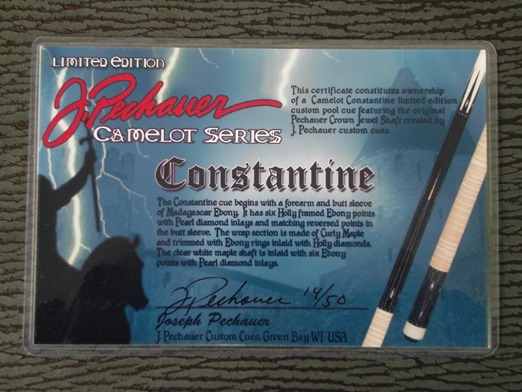 Limited Edition
J. Pechauer
Camelot Series
This certificate constitutes ownership
of a Camelot Constantine limited edition
custom pool cue featuring the original
Pechauer Crown Jewel Shaft created by
J. Pechauer custom cues.
Constantine
The Constantine cue begins with a forearm and butt sleeve
of Madagascar Ebony. It has six Holly framed Ebony points
with Pearl diamond inlays and matching reversed points in
the butt sleeve. The wrap section is made of Curly Maple
and trimmed with Ebony rings inlaid with Holly diamonds.
The clear white maple shaft is inlaid with six Ebony
points with Pearl diamond inlays.
J. Pechauer 14/50
Joseph Pechauer
J. Pechauer Custom Cues, Green Bay WI USA